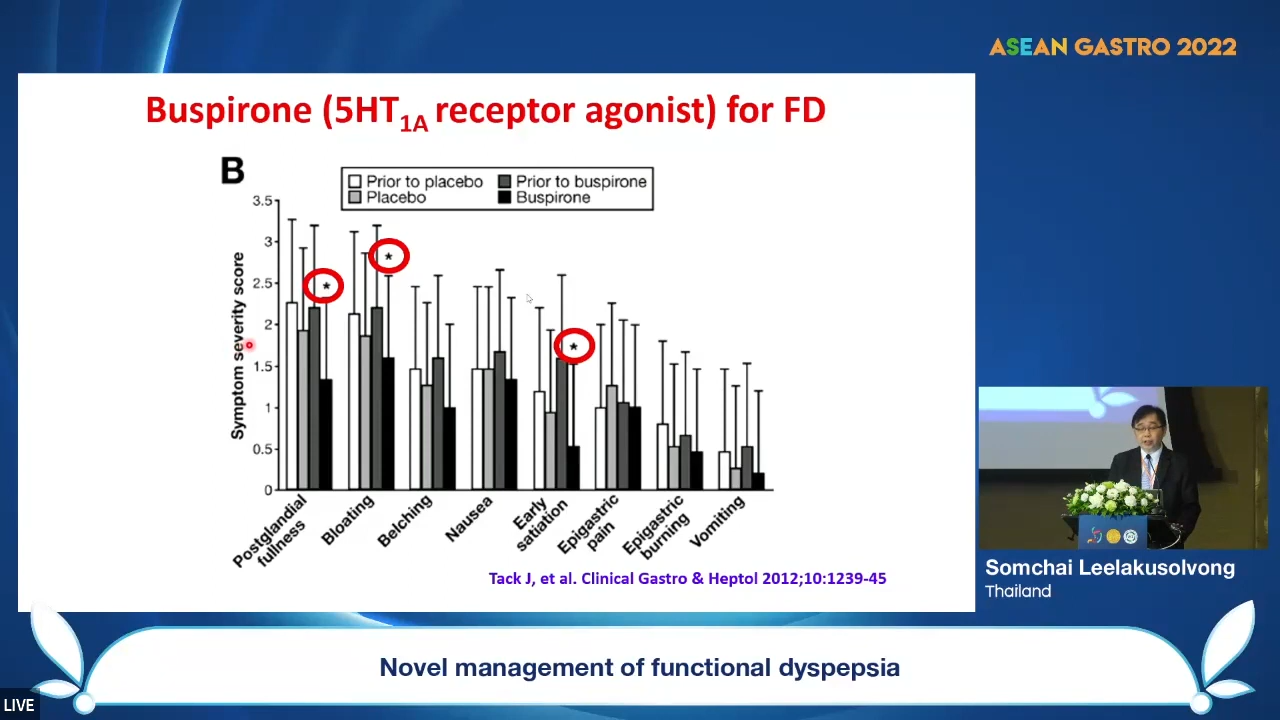 ASEAN GASTRO 2022
Buspirone (5HT1A receptor agonist) for FD
B
Prior to placebo
Prior to buspirone
Placebo
Buspirone
Symptom severity score
3.5
3
2.5
2
1.5
1
0.5
0
*
*
*
Postglandial fullness
Bloating
Belching
Nausea
Early satiation
Epigastric pain
Epigastric burning
Vomiting
Tack J, et al. Clinical Gastro & Heptol 2012;10:1239-45
Somchai Leelakusolvong
Thailand
Novel management of functional dyspepsia
LIVE